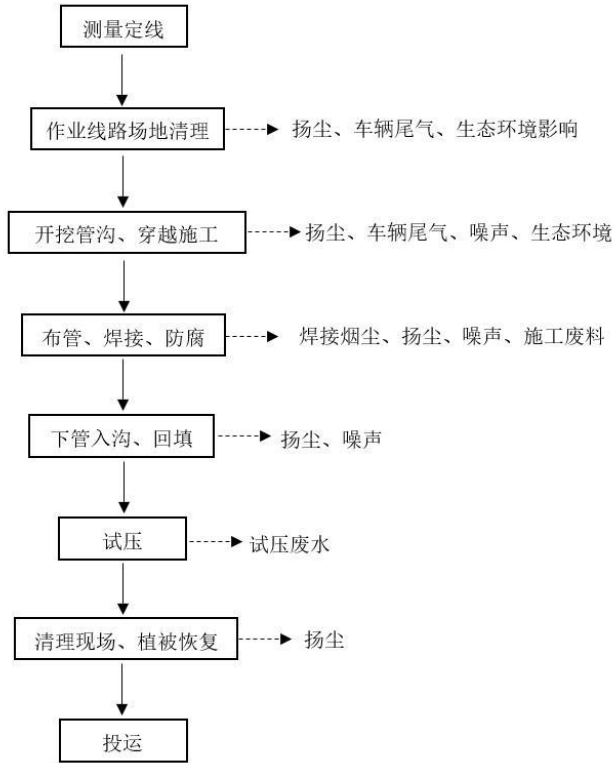 测量定线
作业线路场地清理
扬尘、车辆尾气、生态环境影响
开挖管沟、穿越施工
扬尘、车辆尾气、噪声、生态环境
布管、焊接、防腐
焊接烟尘、扬尘、噪声、施工废料
下管入沟、回填
扬尘、噪声
试压
试压废水
清理现场、植被恢复
扬尘
投运